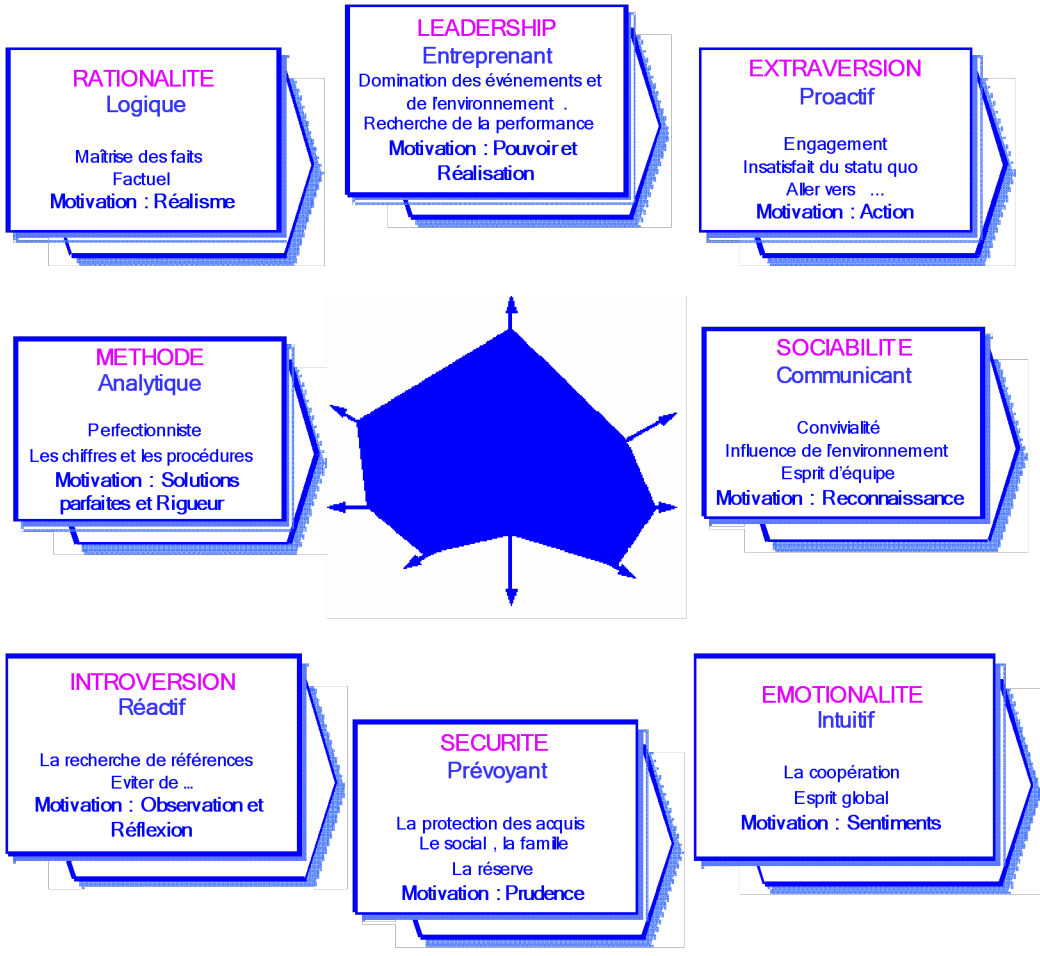 RATIONALITE
Logique
Maîtrise des faits
Factuel
Motivation : Réalisme
LEADERSHIP
Entreprenant
Domination des événements et
de l'environnement .
Recherche de la performance
Motivation : Pouvoir et
Réalisation
EXTRAVERSION
Proactif
Engagement
Insatisfait du statu quo
Aller vers ...
Motivation : Action
METHODE
Analytique
Perfectionniste
Les chiffres et les procédures
Motivation : Solutions
parfaites et Rigueur
SOCIABILITE
Communicant
Convivialité
Influence de l'environnement
Esprit d'équipe
Motivation : Reconnaissance
INTROVERSION
Réactif
La recherche de références
Eviter de ...
Motivation : Observation et
Réflexion
SECURITE
Prévoyant
La protection des acquis
Le social , la famille
La réserve
Motivation : Prudence
EMOTIONALITE
Intuitif
La coopération
Esprit global
Motivation : Sentiments